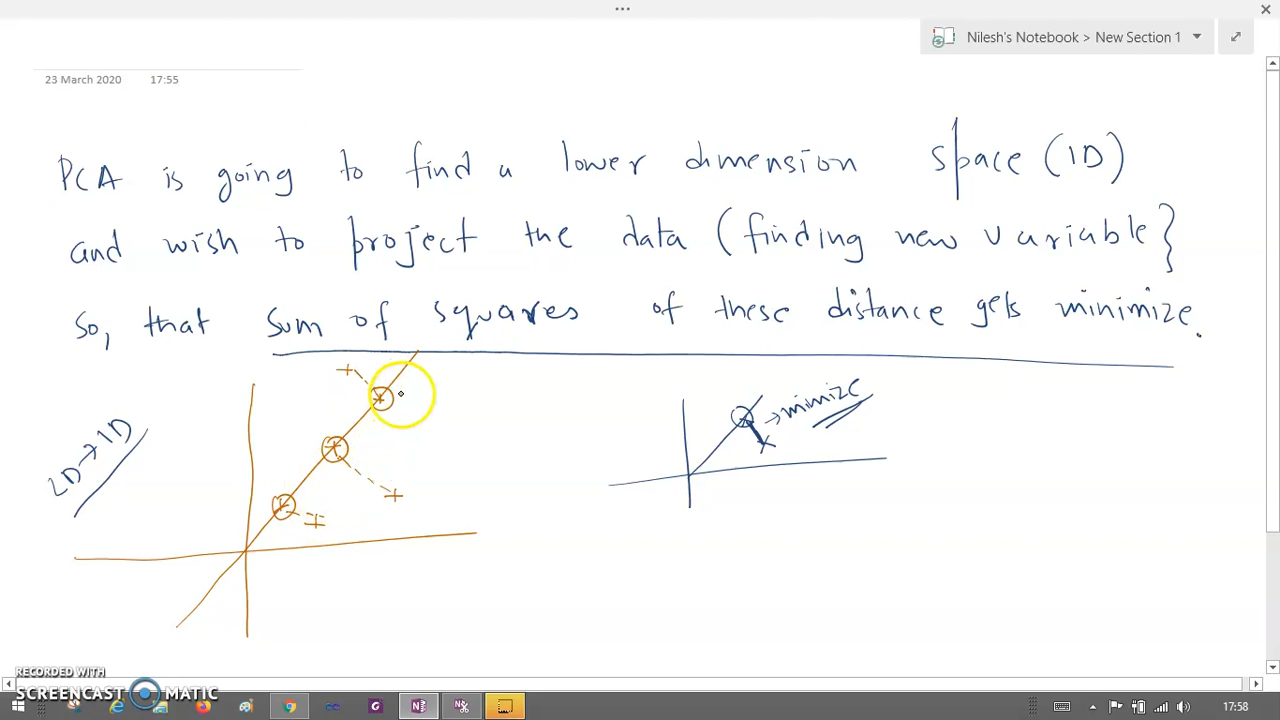 Nilesh's Notebook > New Section 1
23 March 2020 17:55
PCA is going to find a lower dimension space (1D)
and wish to project the data (finding new variable}
so, that sum of squares of these distance gets minimize.
2D → 1D
→ minimize
RECORDED WITH
SCREENCAST MATIC
17:58